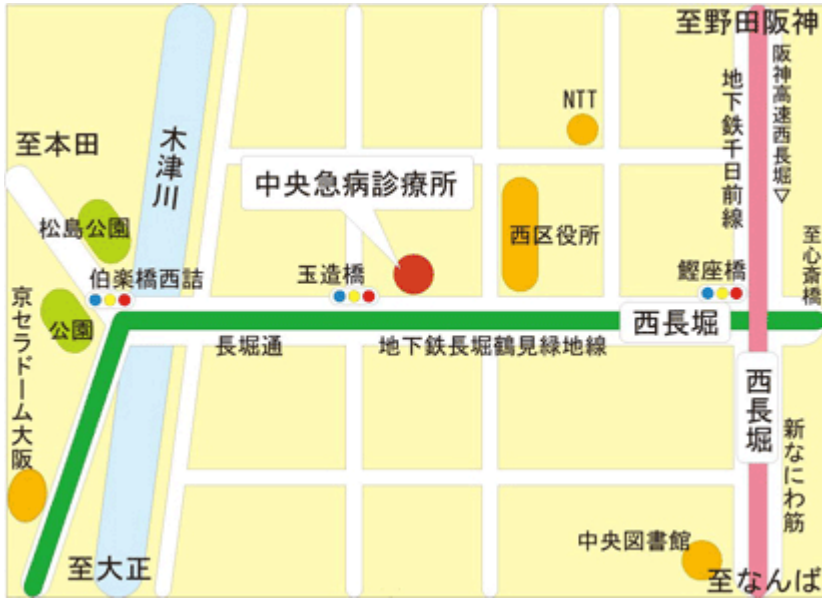 至野田阪神
阪神高速西長堀▽
地下鉄千日前線
NTT
至本田
木津川
中央急病診療所
松島公園
西区役所
至心斎橋
伯楽橋西詰
玉造橋
鰹座橋
京セラドーム大阪
公園
西長堀
長堀通
地下鉄長堀鶴見緑地線
西長堀
新なにわ筋
中央図書館
至大正
至なんば